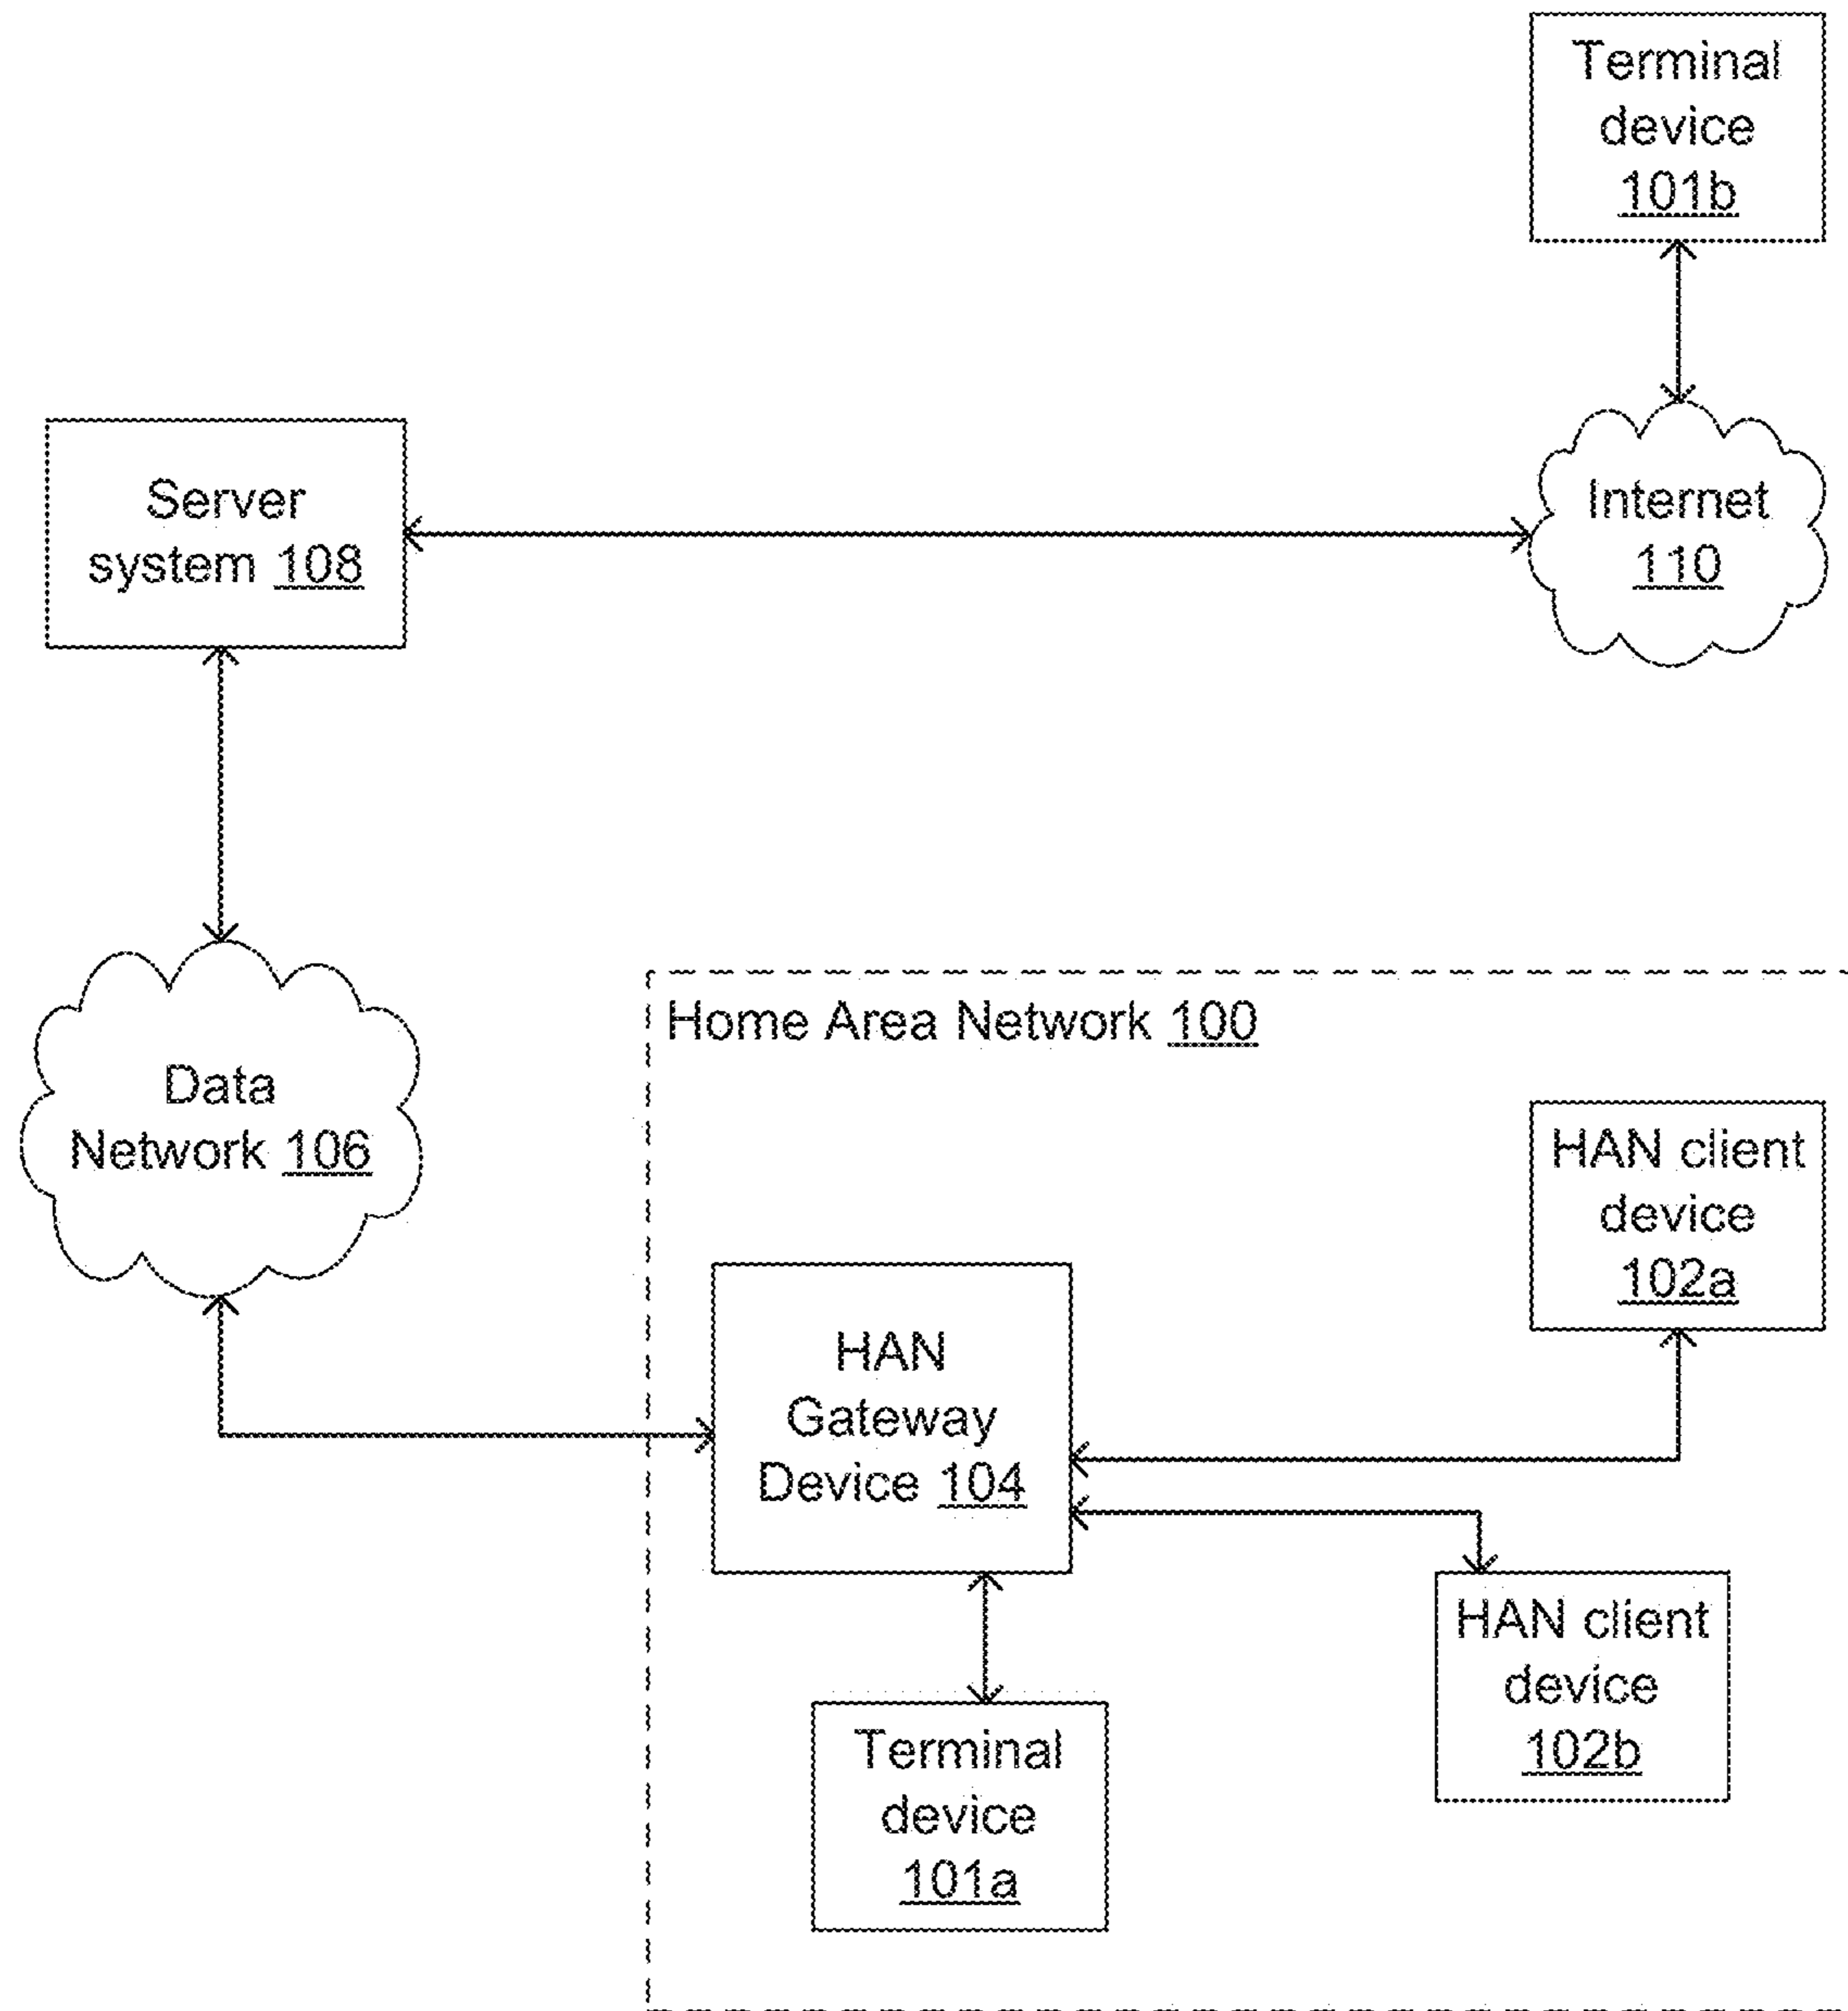 Terminal
device
101b
Server
system 108
Internet
110
Data
Network 106
Home Area Network 100
HAN client
device
102a
HAN
Gateway
Device 104
HAN client
device
102b
Terminal
device
101a